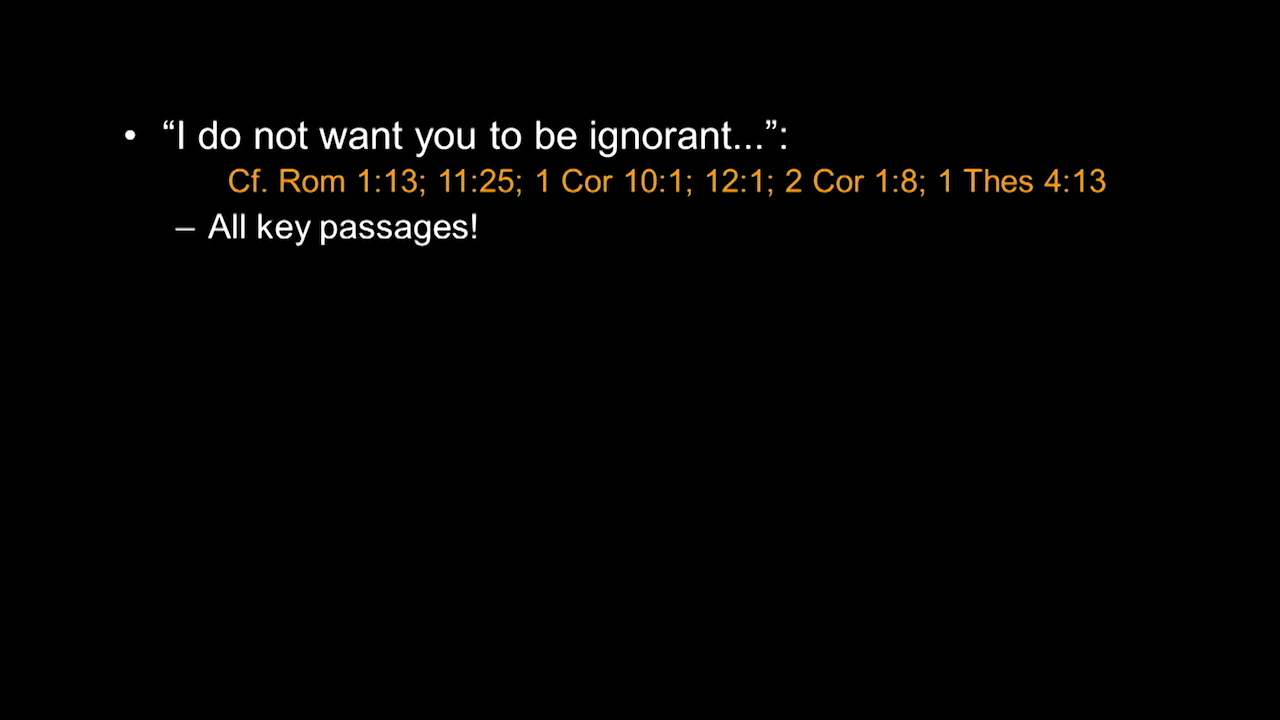 • “I do not want you to be ignorant...”:
Cf. Rom 1:13; 11:25; 1 Cor 10:1; 12:1; 2 Cor 1:8; 1 Thes 4:13
– All key passages!